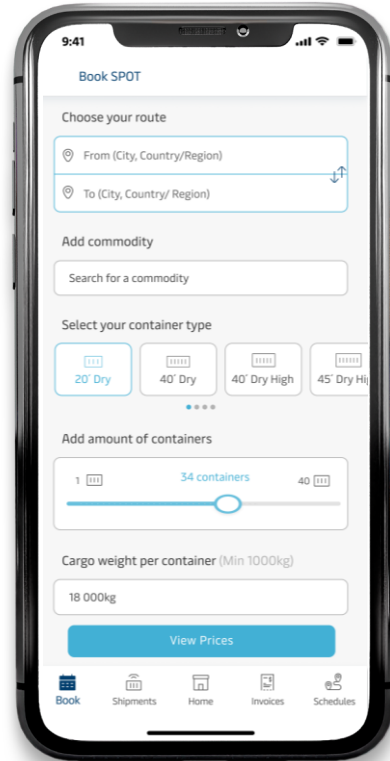 9:41
Book SPOT
Choose your route
From (City, Country/Region)
To (City, Country/ Region)
Add commodity
Search for a commodity
Select your container type
20´ Dry
40´ Dry
40´ Dry High
45´ Dry Hi
Add amount of containers
1
34 containers
40
Cargo weight per container (Min 1000kg)
18 000kg
View Prices
Book
Shipments
Home
Invoices
Schedules